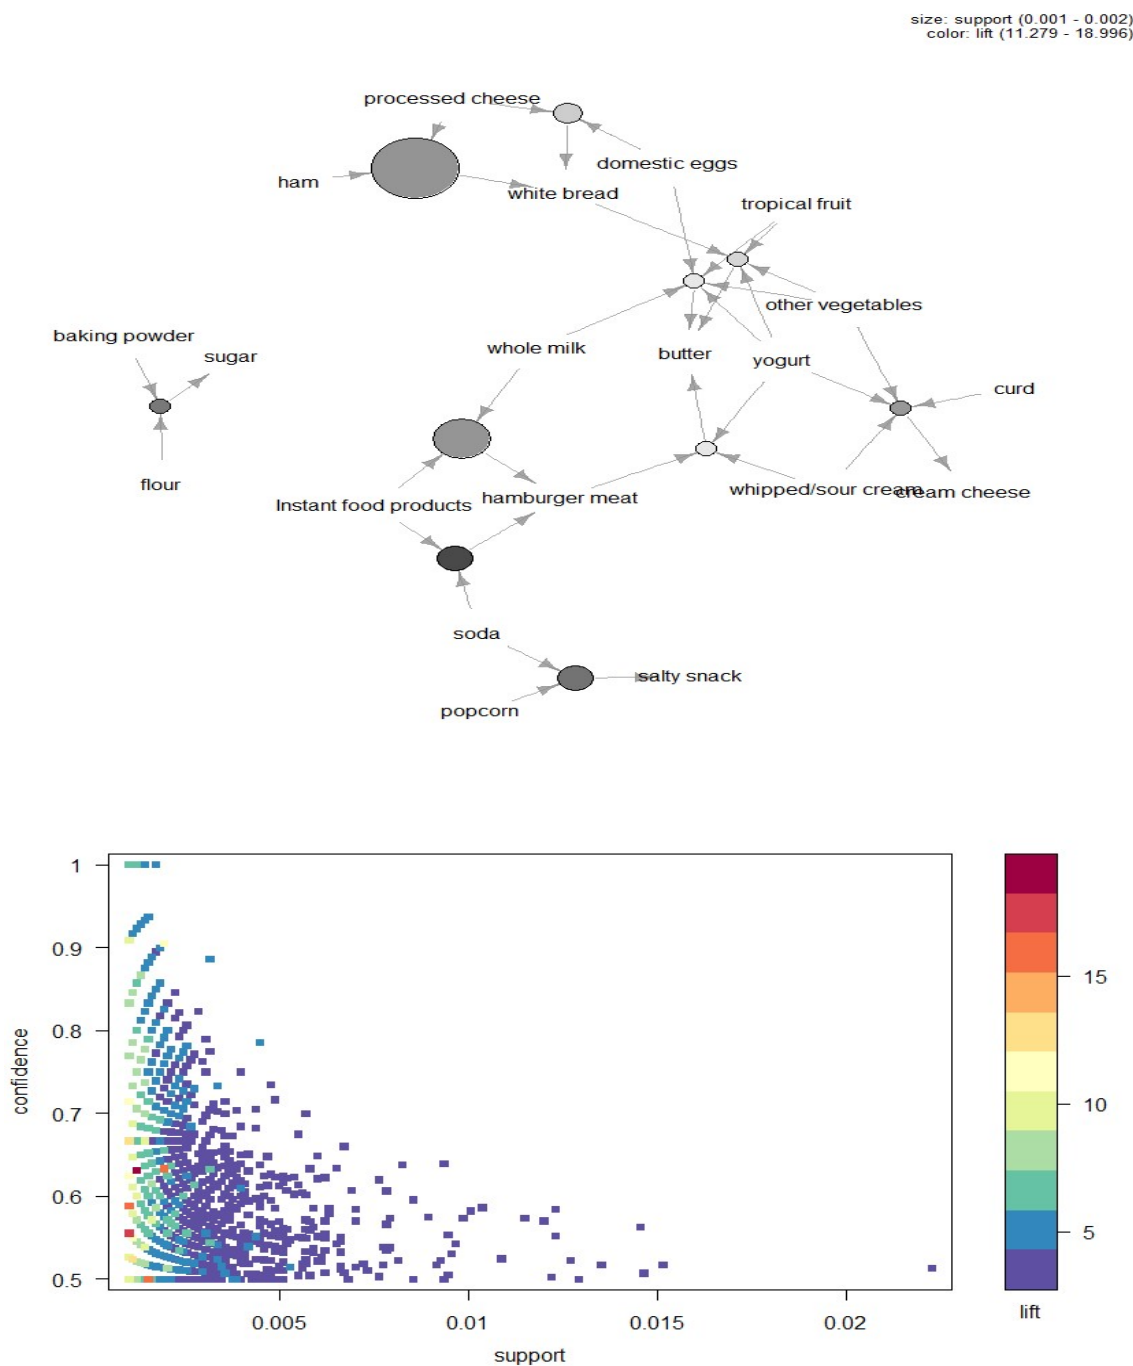 size: support (0.001 - 0.002)
color: lift (11.279 - 18.996)
processed cheese
domestic eggs
ham
white bread
tropical fruit
other vegetables
baking powder
sugar
whole milk
butter
yogurt
curd
flour
Instant food products
hamburger meat
whipped/sour cream
cream cheese
soda
salty snack
popcorn
1
0.9
0.8
0.7
0.6
0.5
confidence
0.005
0.01
0.015
0.02
support
15
10
5
lift